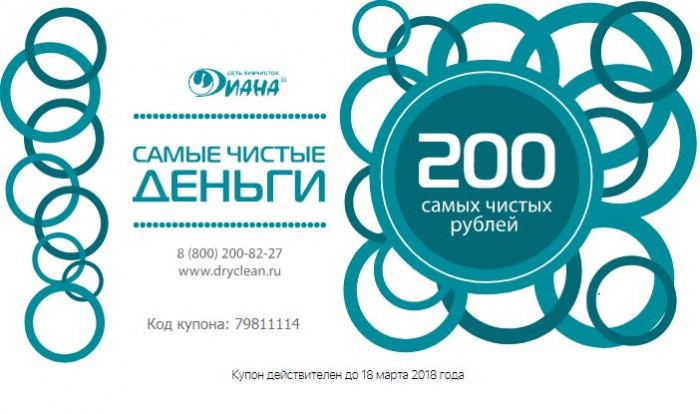 СЕТЬ ХИМЧИСТОК
ДИАНА®
САМЫЕ ЧИСТЫЕ
ДЕНЬГИ
8 (800) 200-82-27
www.dryclean.ru
Код купона: 79811114
200
самых чистых
рублей
Купон действителен до 18 марта 2018 года